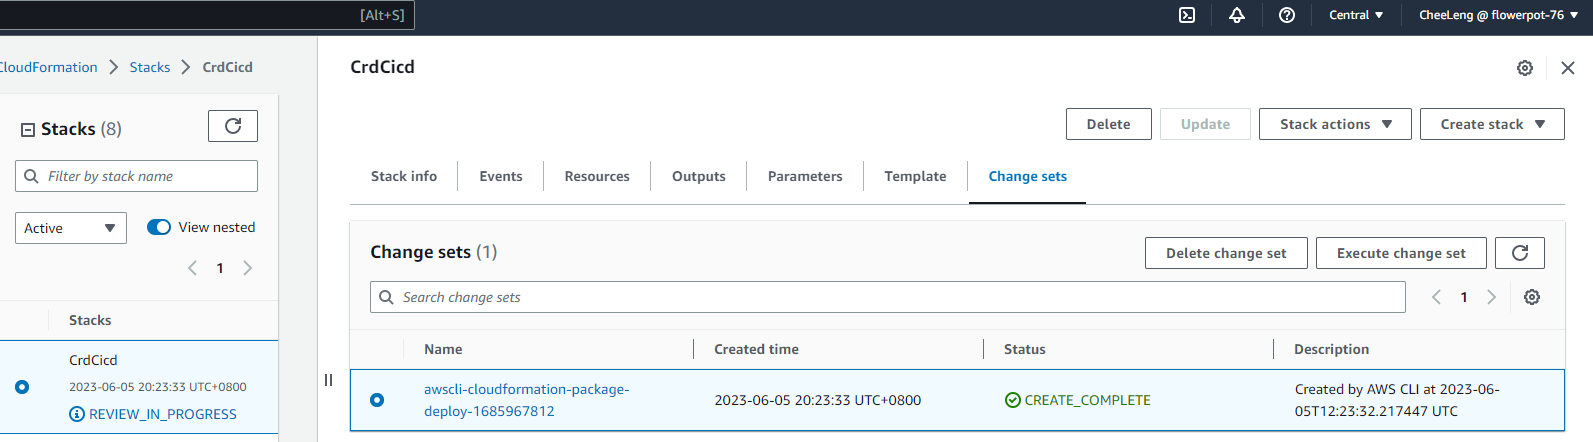 [Alt+S]
Central
CheeLeng @ flowerpot-76
CloudFormation
Stacks
CrdCicd
CrdCicd
Stacks (8)
Filter by stack name
Active
View nested
1
Stacks
CrdCicd
2023-06-05 20:23:33 UTC+0800
REVIEW_IN_PROGRESS
Delete
Update
Stack actions
Create stack
Stack info
Events
Resources
Outputs
Parameters
Template
Change sets
Change sets (1)
Delete change set
Execute change set
Search change sets
1
Name
Created time
Status
Description
awscli-cloudformation-package-
deploy-1685967812
2023-06-05 20:23:33 UTC+0800
CREATE_COMPLETE
Created by AWS CLI at 2023-06-
05T12:23:32.217447 UTC